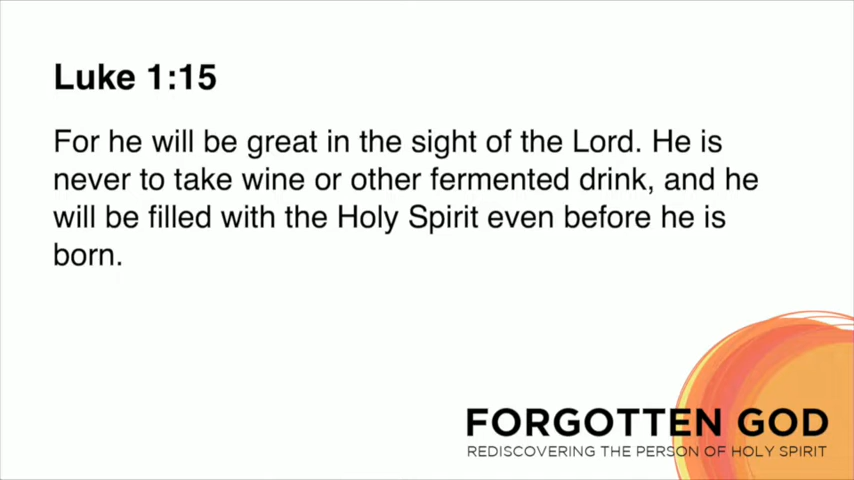 Luke 1:15
For he will be great in the sight of the Lord. He is
never to take wine or other fermented drink, and he
will be filled with the Holy Spirit even before he is
born.
FORGOTTEN GOD
REDISCOVERING THE PERSON OF HOLY SPIRIT